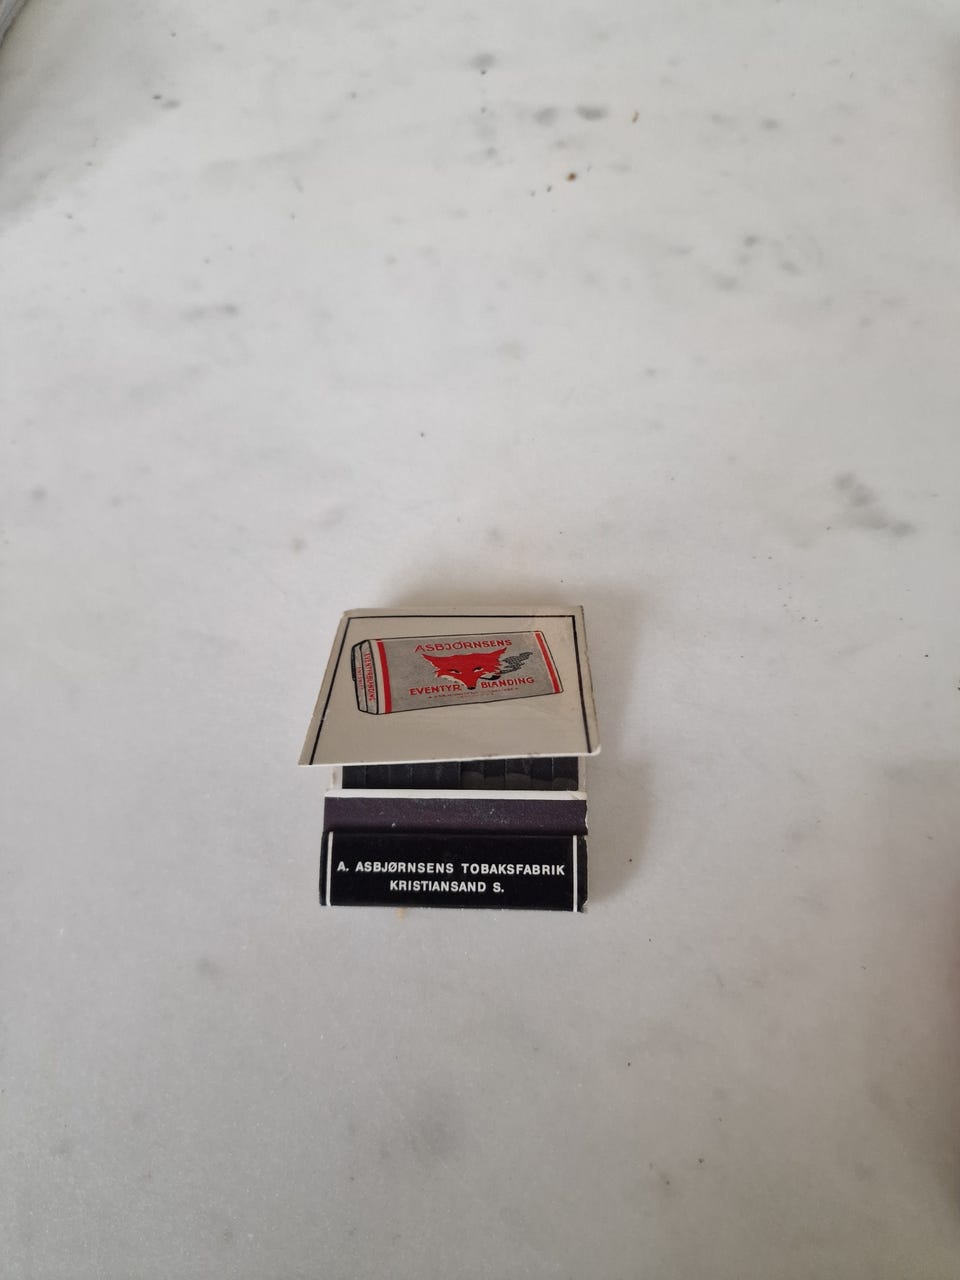 ASBJØRNSENS
EVENTYR BLANDING
A. ASBJØRNSENS TOBAKSFABRIK
KRISTIANSAND S.